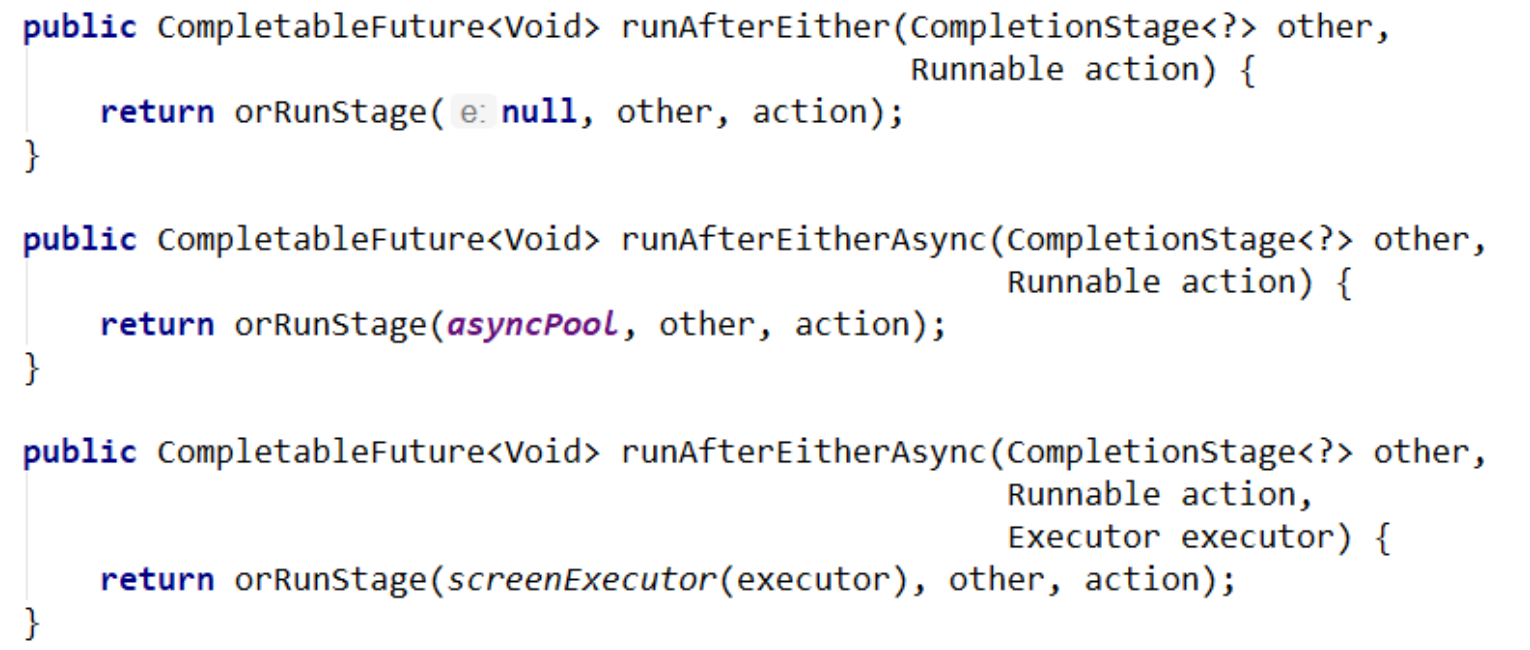 public CompletableFuture<Void> runAfterEither(CompletionStage<?> other,
Runnable action) {
return orRunStage( e: null, other, action);
}
public CompletableFuture<Void> runAfterEitherAsync(CompletionStage<?> other,
Runnable action) {
return orRunStage(asyncPool, other, action);
}
public CompletableFuture<Void> runAfterEitherAsync(CompletionStage<?> other,
Runnable action,
Executor executor) {
return orRunStage(screenExecutor(executor), other, action);
}